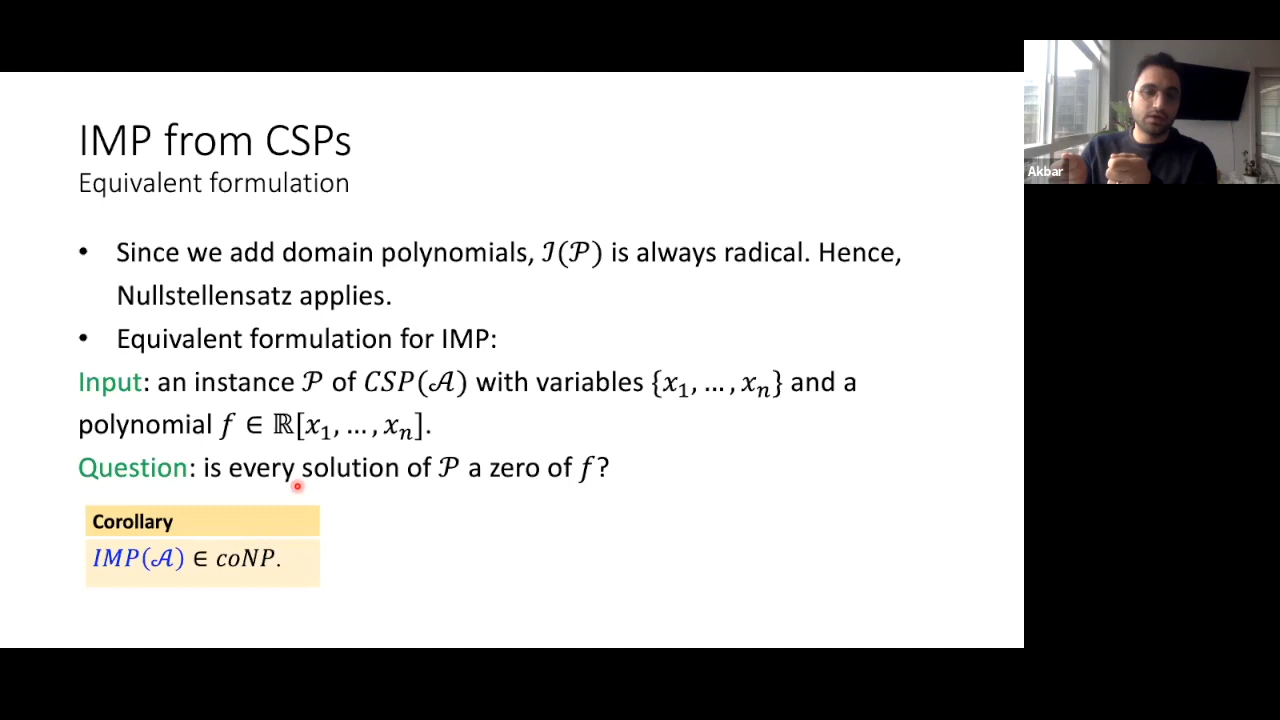 IMP from CSPs
Equivalent formulation
• Since we add domain polynomials, ℐ(𝒫) is always radical. Hence,
Nullstellensatz applies.
• Equivalent formulation for IMP:
Input: an instance 𝒫 of CSP(𝒜) with variables {x₁, … , xₙ} and a
polynomial f ∈ ℝ[x₁, … , xₙ].
Question: is every solution of 𝒫 a zero of f?
Corollary
IMP(𝒜) ∈ coNP.
Akbar